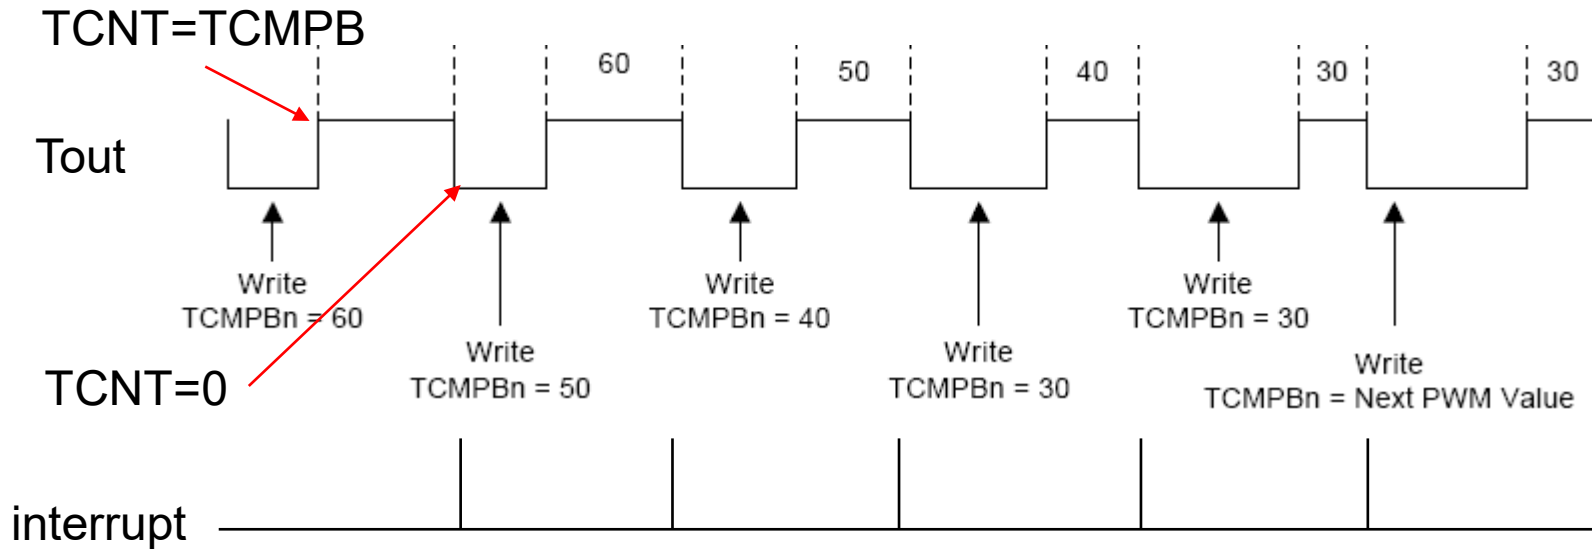 TCNT=TCMPB
60
50
40
30
30
Tout
Write
TCMPBn = 60
Write
TCMPBn = 40
Write
TCMPBn = 30
Write
TCMPBn = 50
Write
TCMPBn = 30
Write
TCMPBn = Next PWM Value
TCNT=0
interrupt